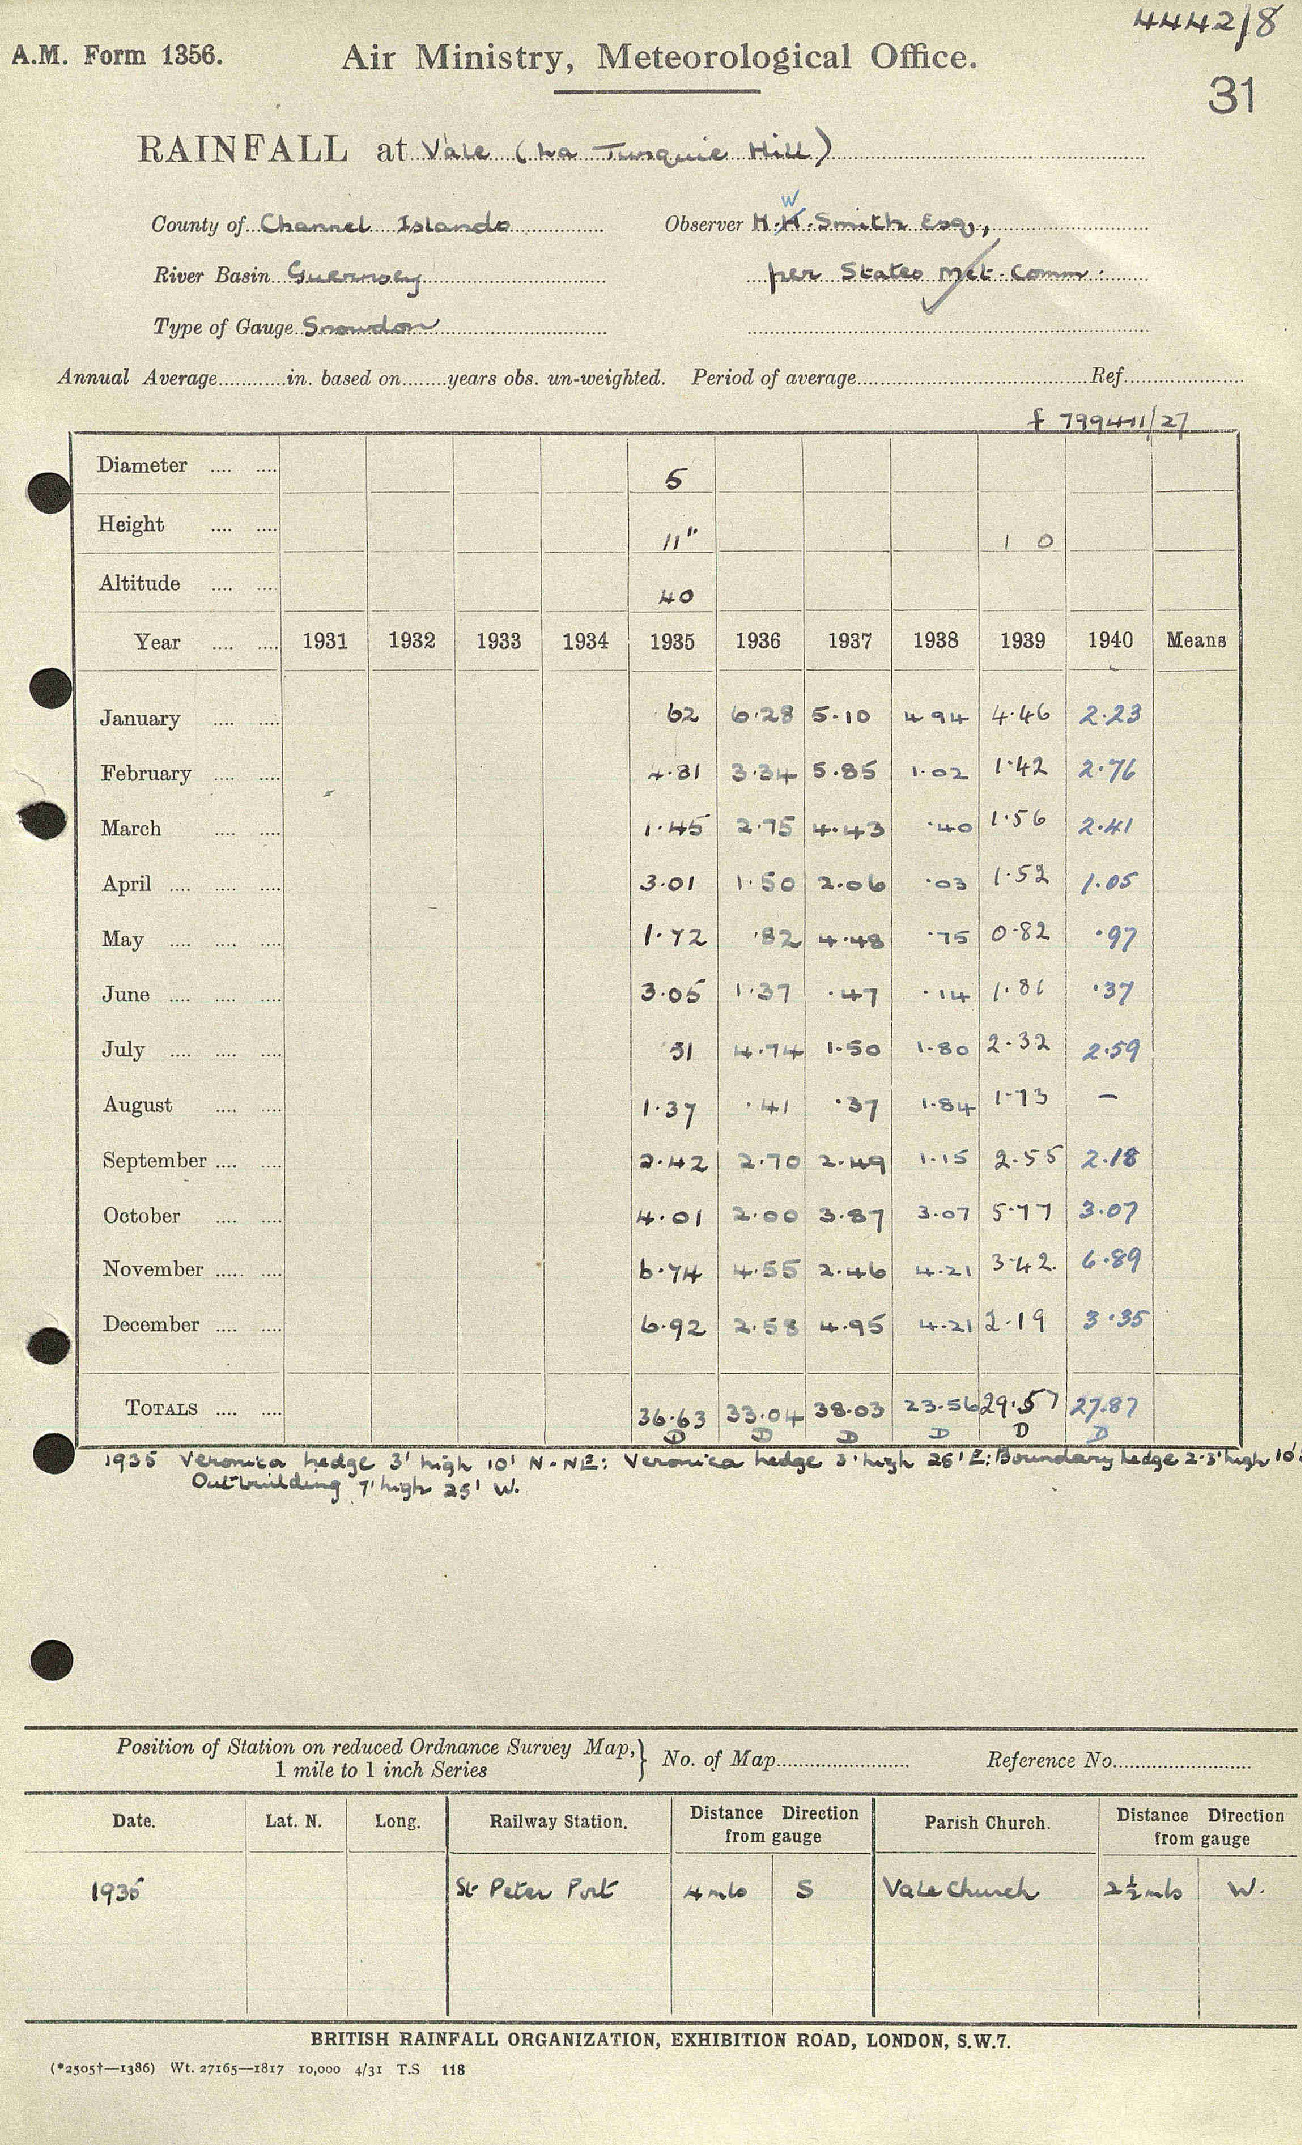 4442/8
A.M. Form 1356. Air Ministry, Meteorological Office.
31
RAINFALL at Vale (La Turquie Hill)
W
County of Channel Islands Observer H.H. Smith Esq.,
River Basin Guernsey per States Met. Comm.
Type of Gauge Snowdon
Annual Average in. based on years obs. un-weighted. Period of average Ref.
Diameter 5
Height 11" 1 0
Altitude 40
Year 1931 1932 1933 1934 1935 1936 1937 1938 1939 1940 Means
January .62 6.28 5.10 4.94 4.46 2.23
February 4.81 3.34 5.85 1.02 1.42 2.76
March 1.45 2.75 4.43 .40 1.56 2.41
April 3.01 1.50 2.06 .03 1.52 1.05
May 1.72 .82 4.48 .75 0.82 .97
June 3.05 1.37 .47 .14 1.81 .37
July .51 4.74 1.50 1.80 2.32 2.59
August 1.37 .41 .37 1.84 1.73 –
September 2.42 2.70 2.49 1.15 2.55 2.18
October 4.01 2.00 3.87 3.07 5.77 3.07
November 6.74 4.55 2.46 4.21 3.42 6.89
December 6.92 2.58 4.95 4.21 2.19 3.35
TOTALS 36.63 33.04 38.03 23.56 29.57 27.87
D D D D D D
1935 Veronica hedge 3' high 10' N-NE: Veronica hedge 3' high 25' E: Boundary hedge 2-3' high 10'
Outbuilding 7' high 25' W.
Position of Station on reduced Ordnance Survey Map, } No. of Map Reference No.
1 mile to 1 inch Series
Date. Lat. N. Long. Railway Station. Distance Direction from gauge Parish Church. Distance Direction from gauge
1935 St Peter Port 4 mls S Vale Church 2½ mls W.
BRITISH RAINFALL ORGANIZATION, EXHIBITION ROAD, LONDON, S.W.7.
(*2505†—1386) Wt. 27165—1817 10,000 4/31 T.S 118